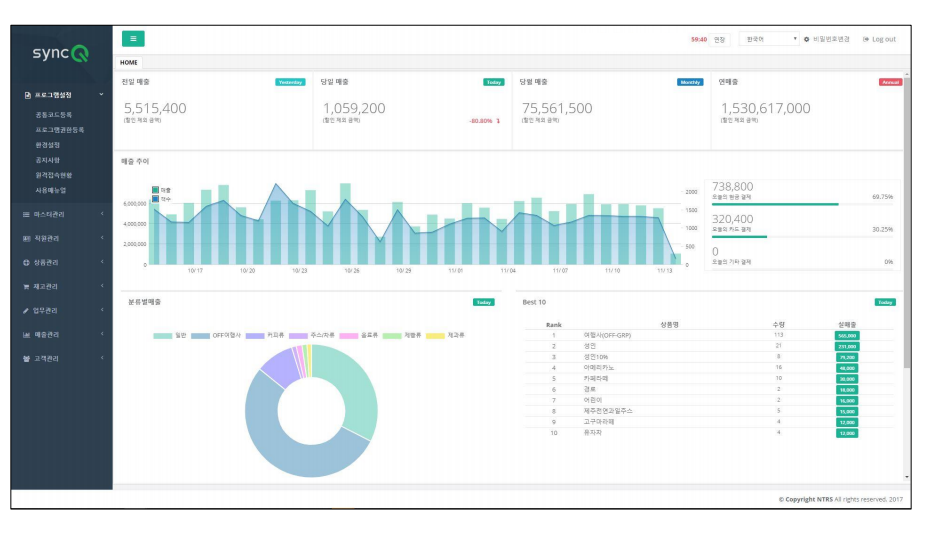 syncQ
프로그램설정
공통코드등록
프로그램권한등록
환경설정
공지사항
원격접속현황
사용메뉴얼
마스터관리
직원관리
상품관리
재고관리
업무관리
매출관리
고객관리
59:40 연장 한국어 비밀번호변경 Log out
HOME
전일 매출 Yesterday 당일 매출 Today 당월 매출 Monthly 연매출 Annual
5,515,400 1,059,200 75,561,500 1,530,617,000
(할인 제외 금액) (할인 제외 금액) -80.80% (할인 제외 금액) (할인 제외 금액)
매출 추이
매출
객수
6,000,000
4,000,000
2,000,000
0
2000
1500
1000
500
0
10/17 10/20 10/23 10/26 10/29 11/01 11/04 11/07 11/10 11/13
738,800
오늘의 현금 결제 69.75%
320,400
오늘의 카드 결제 30.25%
0
오늘의 기타 결제 0%
분류별매출 Today
일반 OFF여행사 커피류 주스/차류 음료류 제빵류 제과류
Best 10 Today
Rank 상품명 수량 실매출
1 여행사(OFF-GRP) 113 565,000
2 성인 21 231,000
3 성인10% 8 79,200
4 아메리카노 16 48,000
5 카페라떼 10 30,000
6 경로 2 18,000
7 어린이 2 16,000
8 제주천연과일주스 5 15,000
9 고구마라떼 4 12,000
10 유자차 4 12,000
© Copyright NTRS All rights reserved, 2017